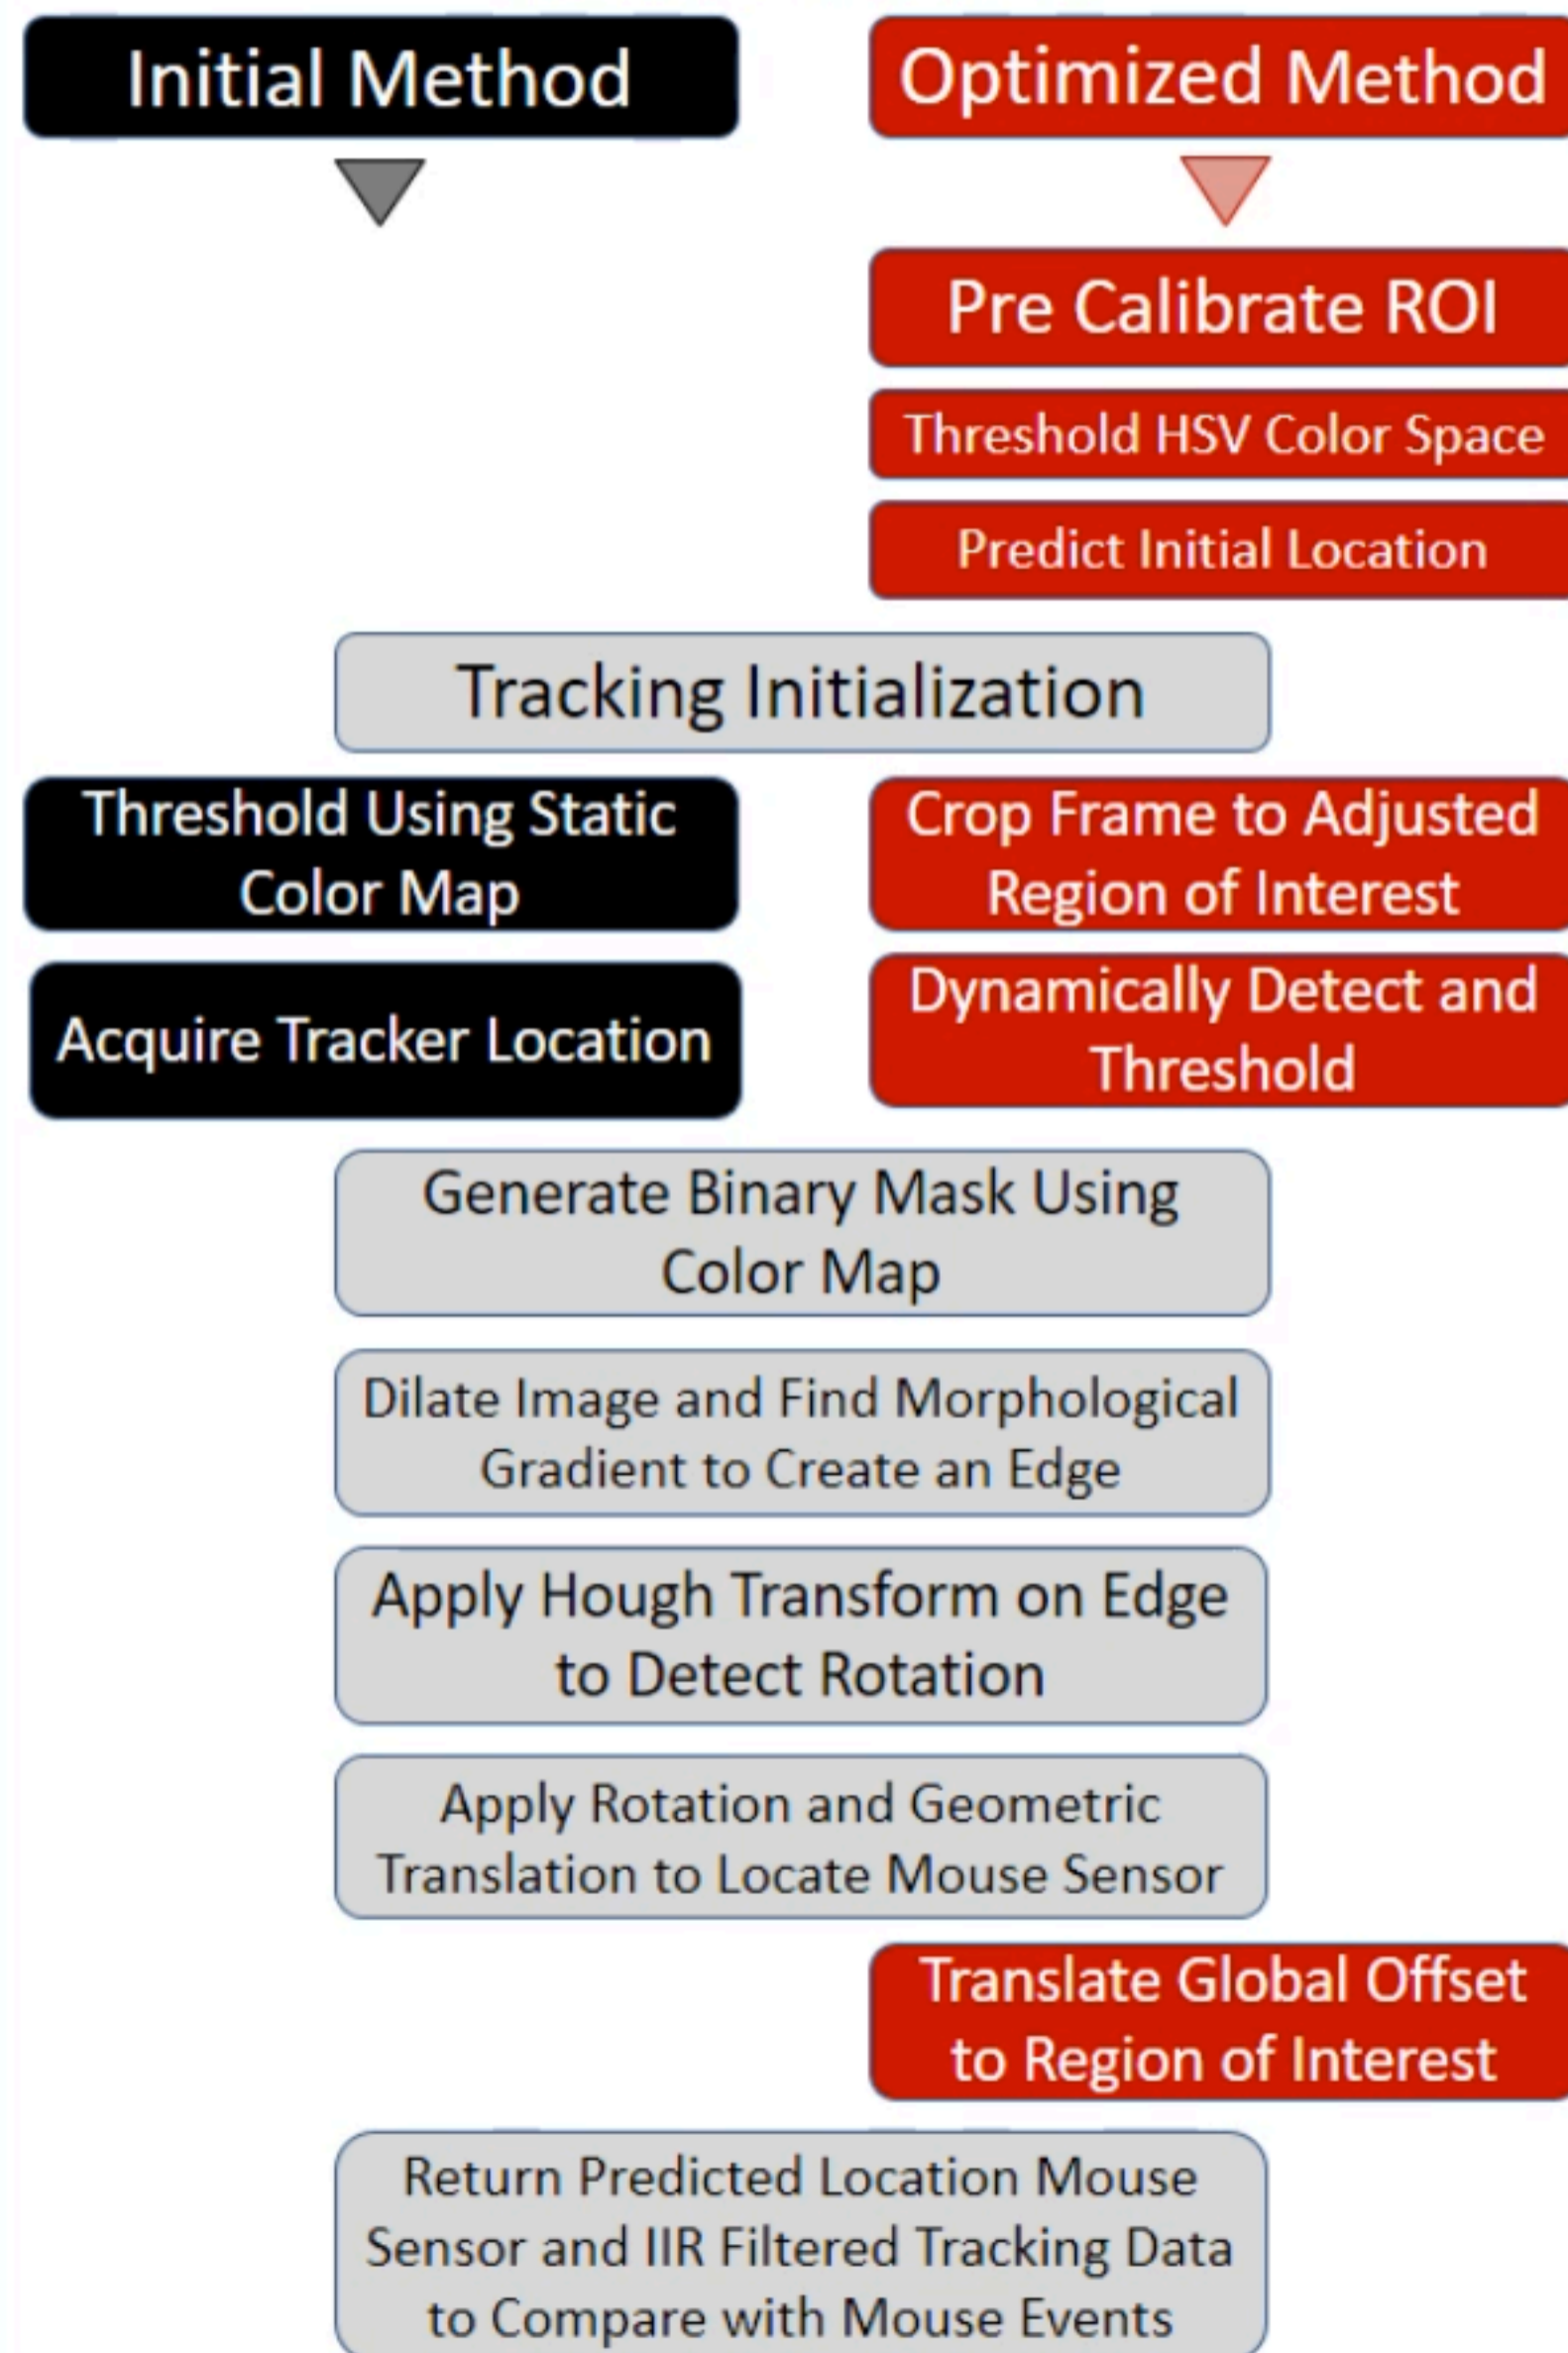 Initial Method
Optimized Method
Pre Calibrate ROI
Threshold HSV Color Space
Predict Initial Location
Tracking Initialization
Threshold Using Static
Color Map
Crop Frame to Adjusted
Region of Interest
Acquire Tracker Location
Dynamically Detect and
Threshold
Generate Binary Mask Using
Color Map
Dilate Image and Find Morphological
Gradient to Create an Edge
Apply Hough Transform on Edge
to Detect Rotation
Apply Rotation and Geometric
Translation to Locate Mouse Sensor
Translate Global Offset
to Region of Interest
Return Predicted Location Mouse
Sensor and IIR Filtered Tracking Data
to Compare with Mouse Events